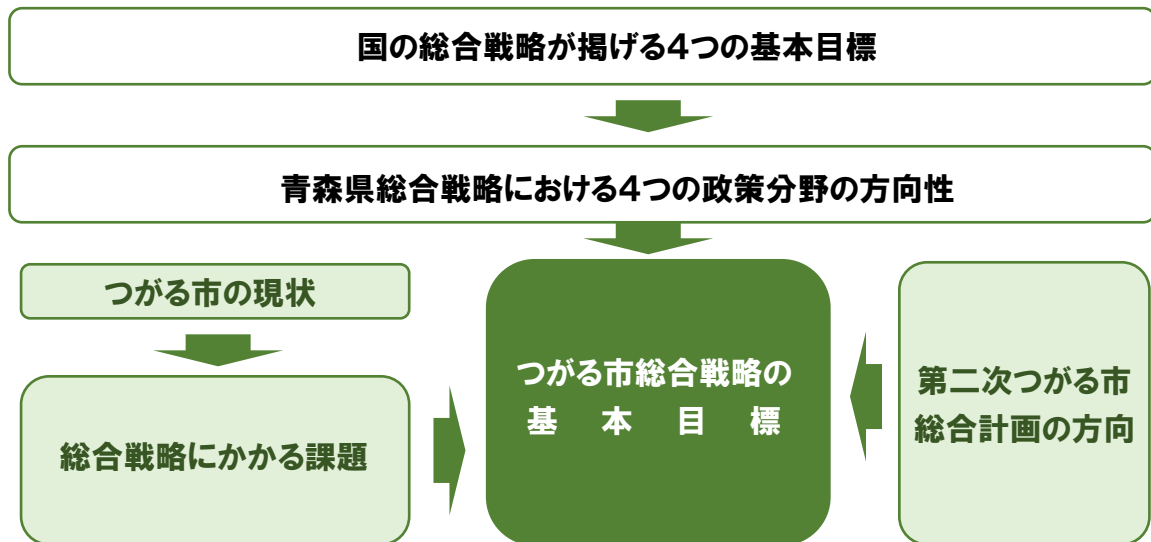 国の総合戦略が掲げる4つの基本目標
青森県総合戦略における4つの政策分野の方向性
つがる市の現状
総合戦略にかかる課題
つがる市総合戦略の
基本目標
第二次つがる市
総合計画の方向